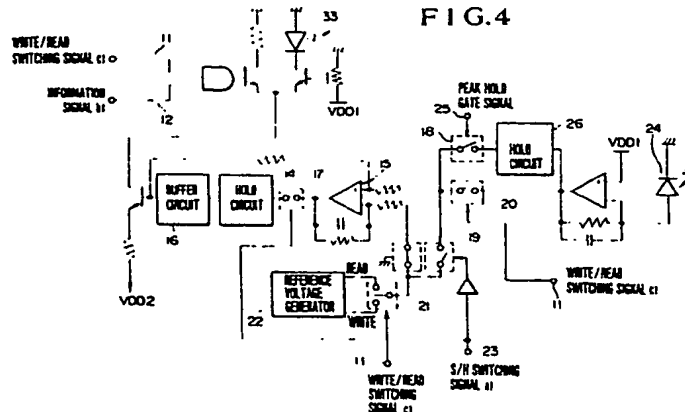 FIG.4
WRITE/READ
SWITCHING SIGNAL c1
11
33
INFORMATION
SIGNAL b1
12
VDD1
PEAK HOLD
GATE SIGNAL
25
18
26
HOLD
CIRCUIT
VDD1
24
14
17
15
BUFFER
CIRCUIT
16
HOLD
CIRCUIT
19
20
VDD2
READ
REFERENCE
VOLTAGE
GENERATOR
22
WRITE
21
11
WRITE/READ
SWITCHING SIGNAL c1
11
WRITE/READ
SWITCHING
SIGNAL c1
23
S/H SWITCHING
SIGNAL a1